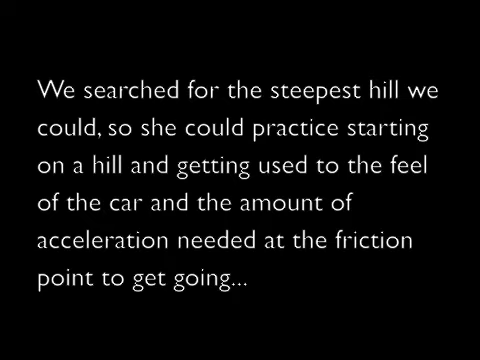 We searched for the steepest hill we
could, so she could practice starting
on a hill and getting used to the feel
of the car and the amount of
acceleration needed at the friction
point to get going...